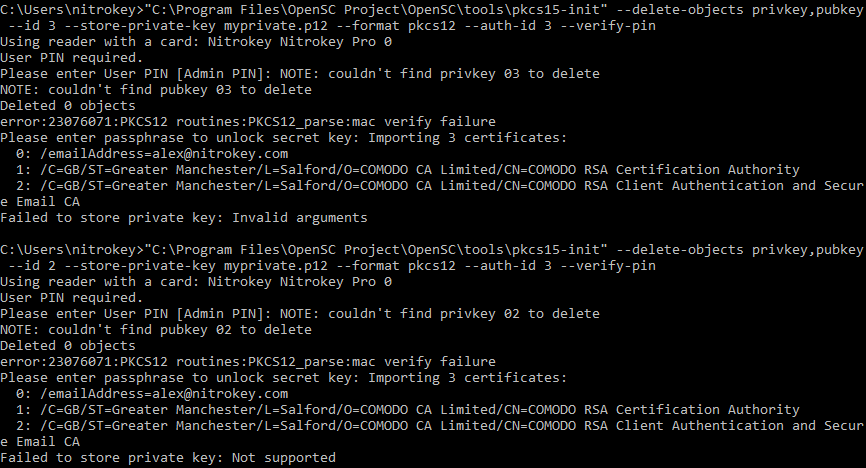 C:\Users\nitrokey>"C:\Program Files\OpenSC Project\OpenSC\tools\pkcs15-init" --delete-objects privkey,pubkey
 --id 3 --store-private-key myprivate.p12 --format pkcs12 --auth-id 3 --verify-pin
Using reader with a card: Nitrokey Nitrokey Pro 0
User PIN required.
Please enter User PIN [Admin PIN]: NOTE: couldn't find privkey 03 to delete
NOTE: couldn't find pubkey 03 to delete
Deleted 0 objects
error:23076071:PKCS12 routines:PKCS12_parse:mac verify failure
Please enter passphrase to unlock secret key: Importing 3 certificates:
  0: /emailAddress=alex@nitrokey.com
  1: /C=GB/ST=Greater Manchester/L=Salford/O=COMODO CA Limited/CN=COMODO RSA Certification Authority
  2: /C=GB/ST=Greater Manchester/L=Salford/O=COMODO CA Limited/CN=COMODO RSA Client Authentication and Secur
e Email CA
Failed to store private key: Invalid arguments

C:\Users\nitrokey>"C:\Program Files\OpenSC Project\OpenSC\tools\pkcs15-init" --delete-objects privkey,pubkey
 --id 2 --store-private-key myprivate.p12 --format pkcs12 --auth-id 3 --verify-pin
Using reader with a card: Nitrokey Nitrokey Pro 0
User PIN required.
Please enter User PIN [Admin PIN]: NOTE: couldn't find privkey 02 to delete
NOTE: couldn't find pubkey 02 to delete
Deleted 0 objects
error:23076071:PKCS12 routines:PKCS12_parse:mac verify failure
Please enter passphrase to unlock secret key: Importing 3 certificates:
  0: /emailAddress=alex@nitrokey.com
  1: /C=GB/ST=Greater Manchester/L=Salford/O=COMODO CA Limited/CN=COMODO RSA Certification Authority
  2: /C=GB/ST=Greater Manchester/L=Salford/O=COMODO CA Limited/CN=COMODO RSA Client Authentication and Secur
e Email CA
Failed to store private key: Not supported